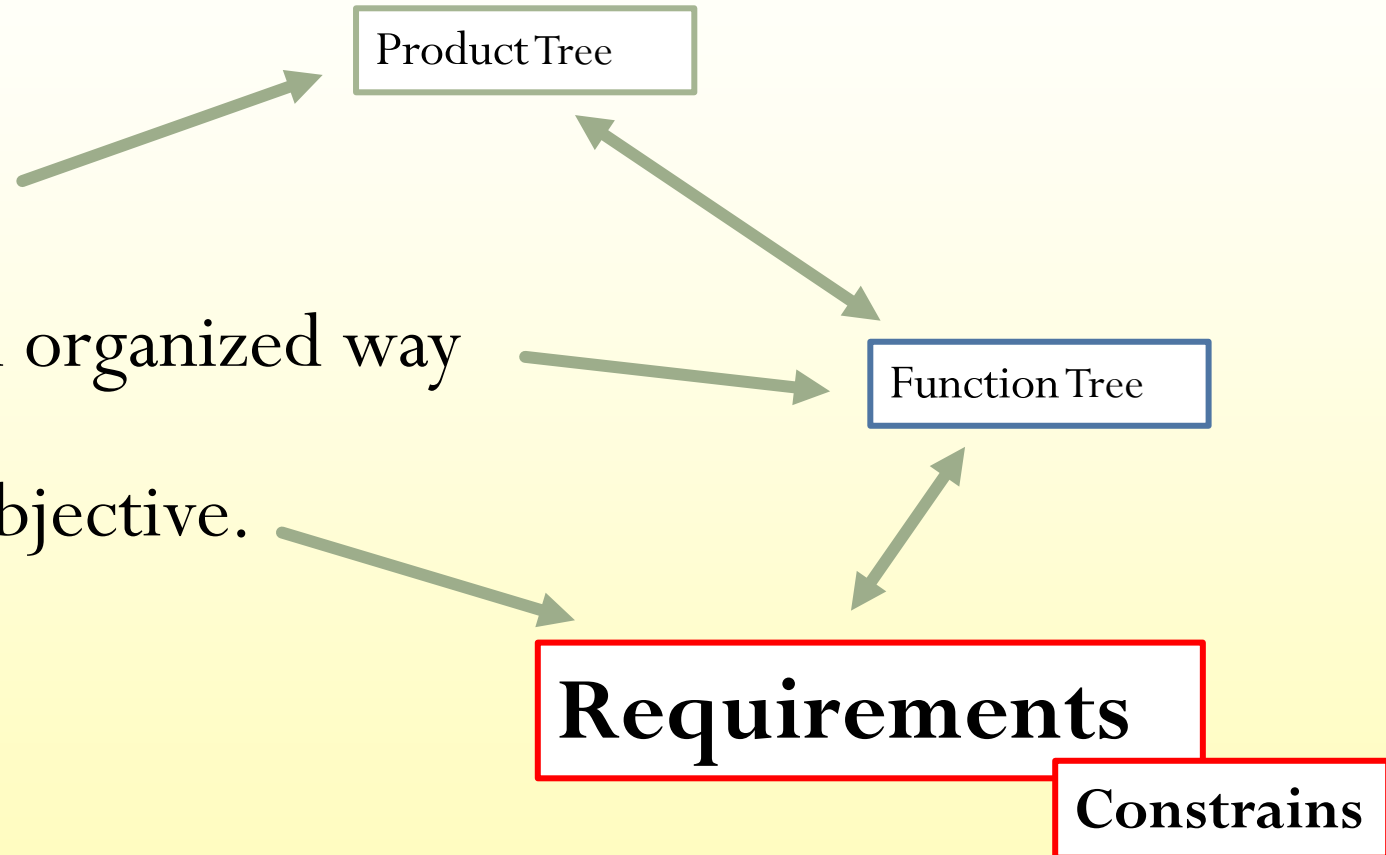 Product Tree
organized way
Function Tree
bjective.
Requirements
Constrains